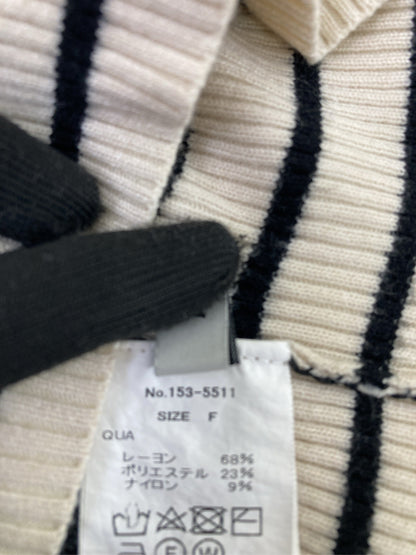 No.153-5511
SIZE F
QUA
レーヨン 68%
ポリエステル 23%
ナイロン 9%
F W